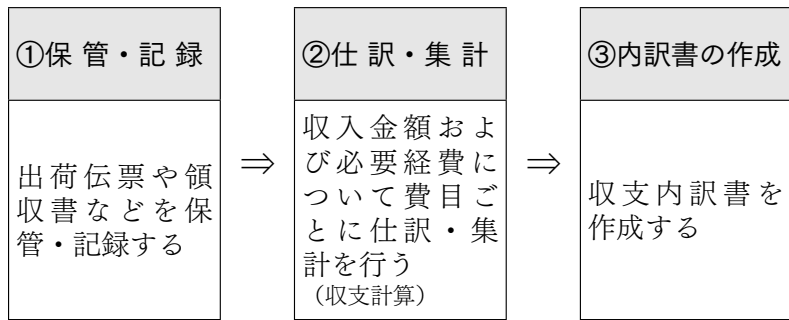 ①保管・記録
出荷伝票や領
収書などを保
管・記録する
⇒
②仕訳・集計
収入金額およ
び必要経費に
ついて費目ご
とに仕訳・集
計を行う
（収支計算）
⇒
③内訳書の作成
収支内訳書を
作成する